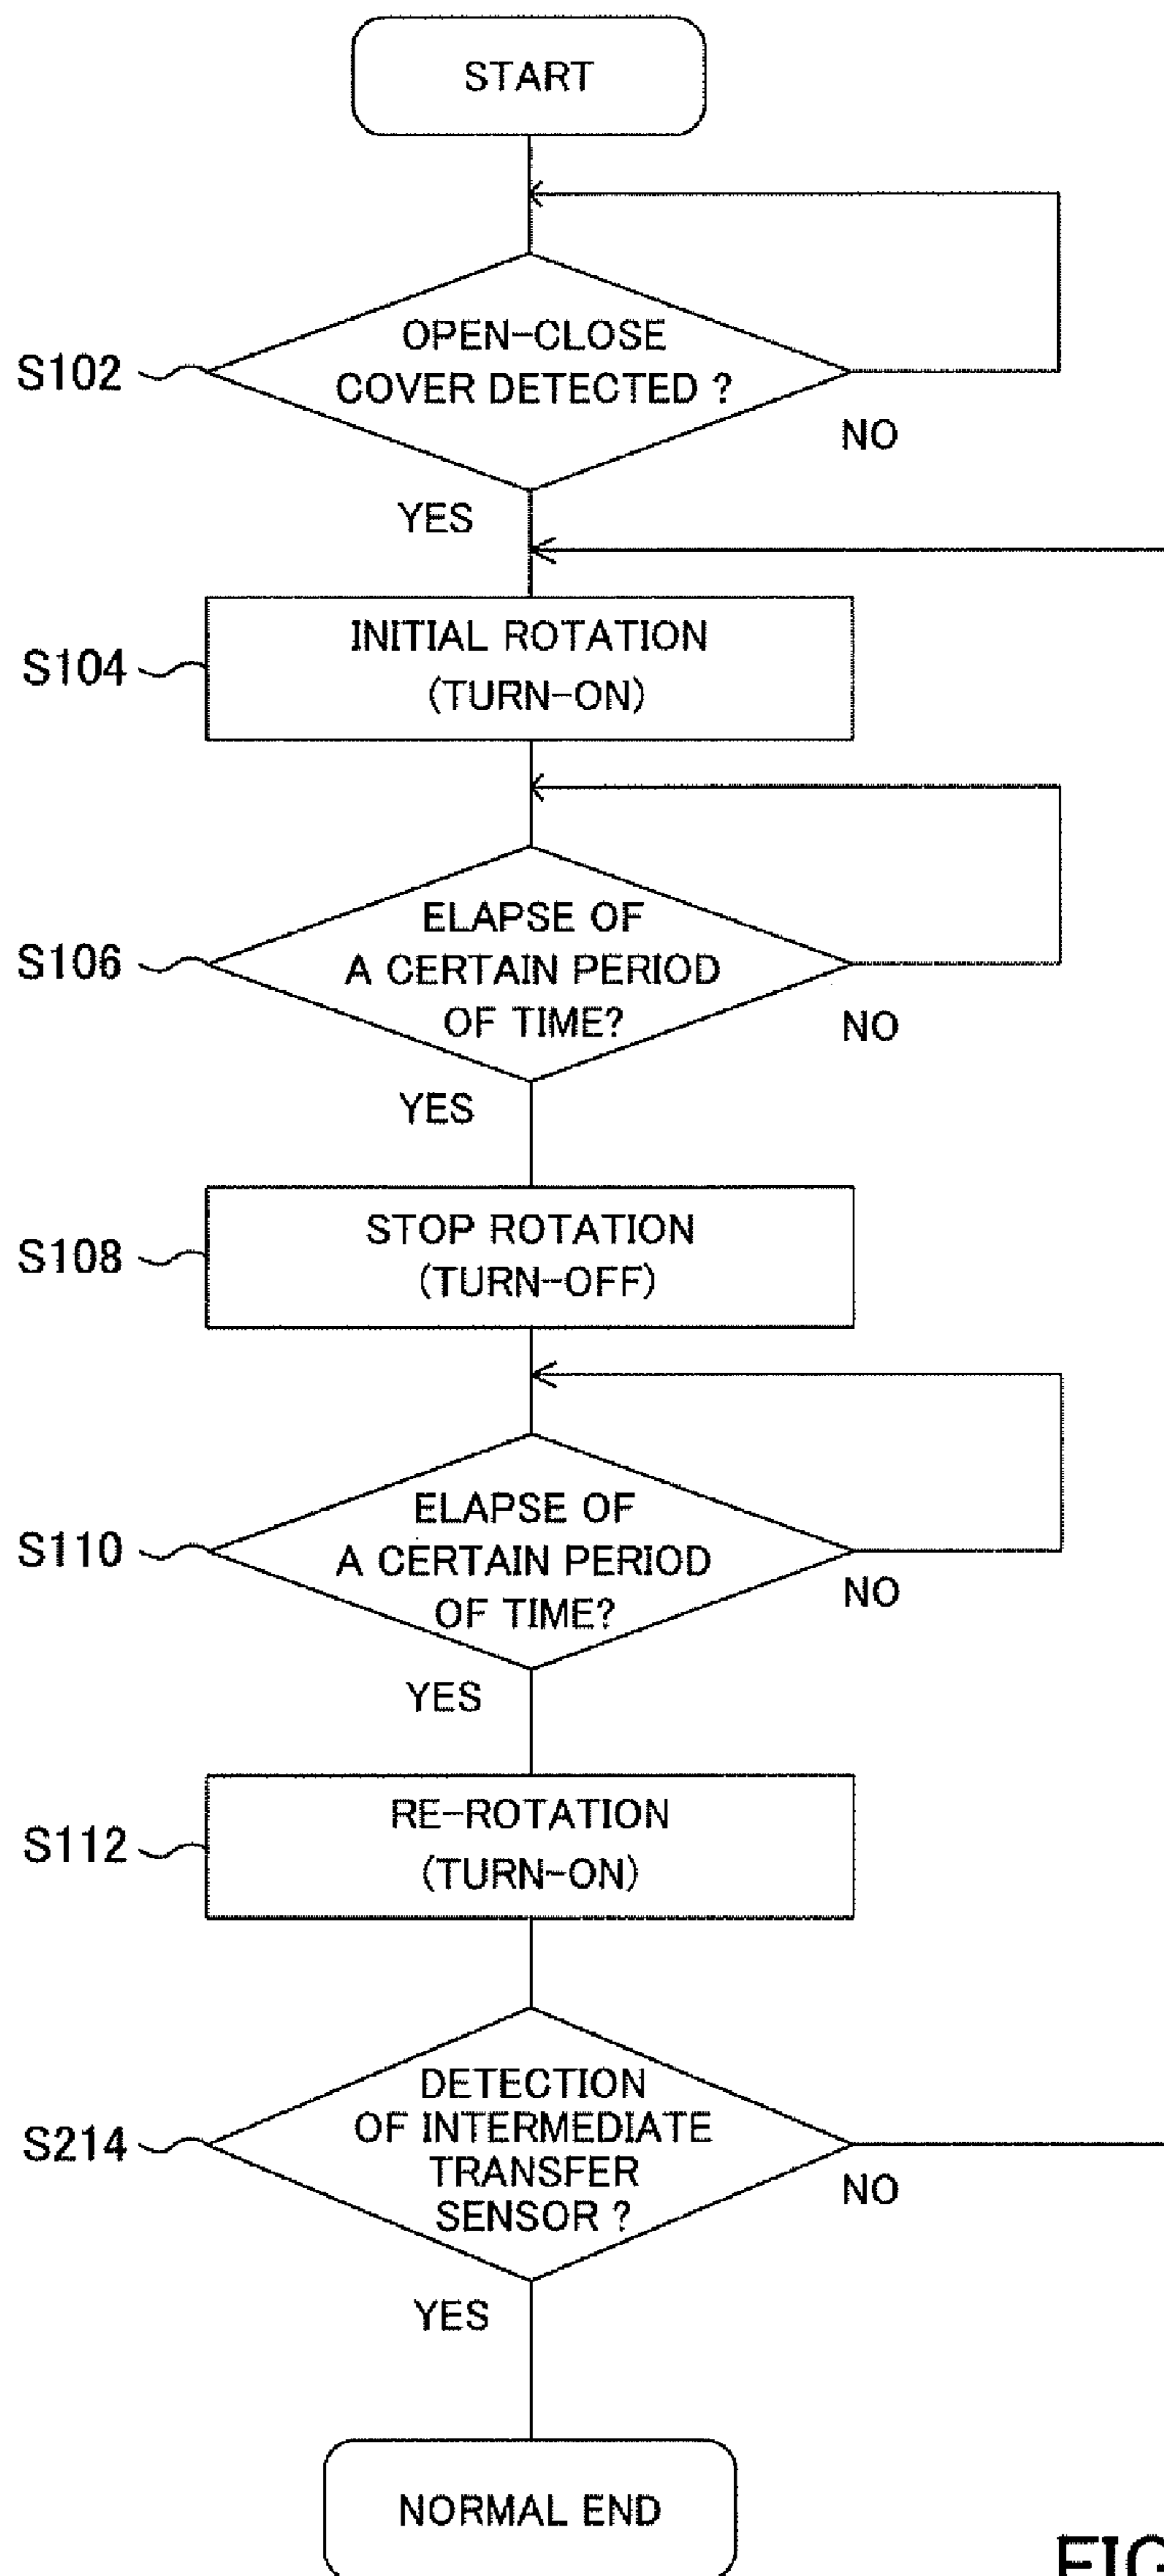 START
OPEN-CLOSE
S102
COVER DETECTED ?
NO
YES
INITIAL ROTATION
S104
(TURN-ON)
ELAPSE OF
S106
A CERTAIN PERIOD
OF TIME?
NO
YES
STOP ROTATION
S108
(TURN-OFF)
ELAPSE OF
S110
A CERTAIN PERIOD
NO
OF TIME?
YES
RE-ROTATION
S112
(TURN-ON)
DETECTION
OF INTERMEDIATE
S214
TRANSFER
NO
SENSOR ?
YES
NORMAL END
FIG